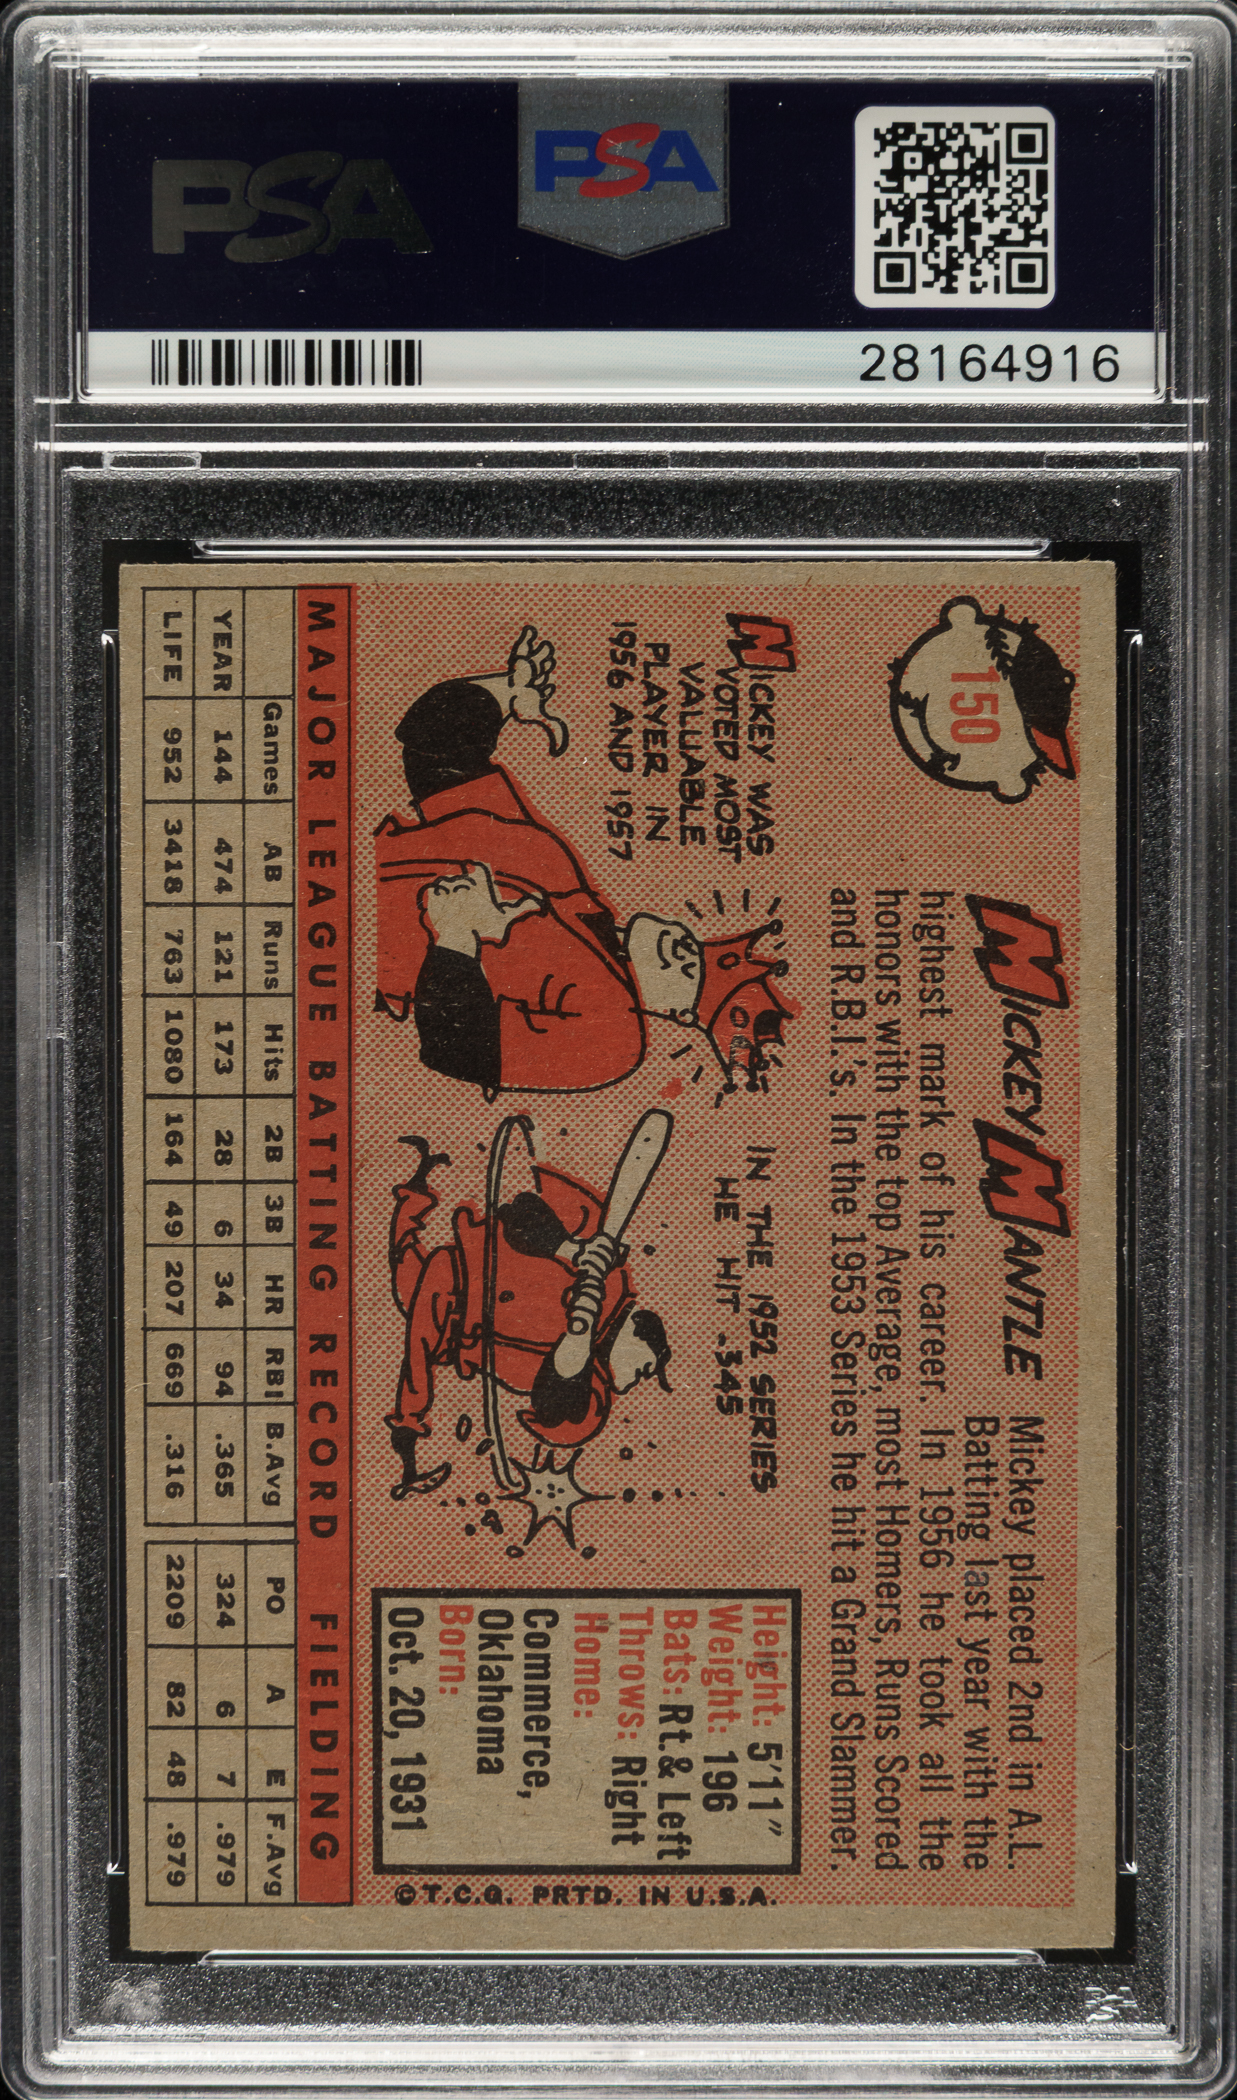 PSA
PSA
28164916
150
MICKEY MANTLE
Mickey placed 2nd in A.L.
Batting last year with the
highest mark of his career. In 1956 he took all the
honors with the top Average, most Homers, Runs Scored
and R.B.I.'s. In the 1953 Series he hit a Grand Slammer.
MICKEY WAS
VOTED MOST
VALUABLE
PLAYER IN
1956 AND 1957
IN THE 1952 SERIES
HE HIT .345
Height: 5'11"
Weight: 196
Bats: Rt. & Left
Throws: Right
Home:
Commerce,
Oklahoma
Born:
Oct. 20, 1931
©T.C.G. PRTD. IN U.S.A.
MAJOR LEAGUE BATTING RECORD FIELDING
Games AB Runs Hits 2B 3B HR RBI B.Avg PO A E F.Avg
YEAR 144 474 121 173 28 6 34 94 .365 324 6 7 .979
LIFE 952 3418 763 1080 164 49 207 669 .316 2209 82 48 .979